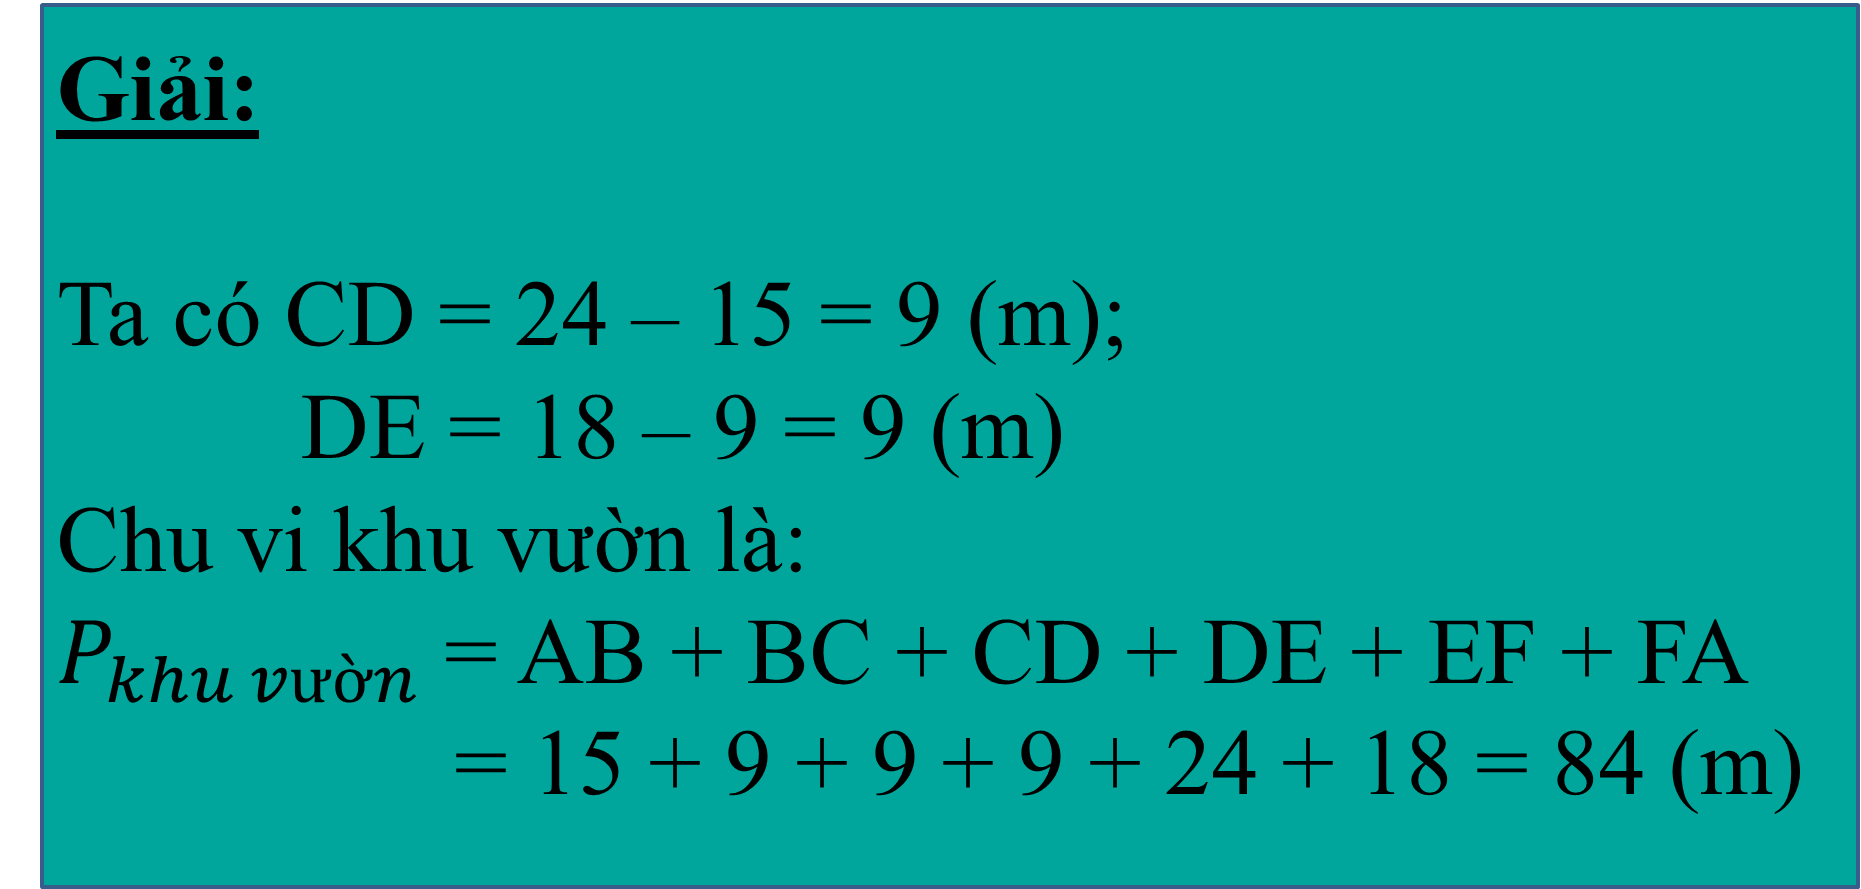 Giải:
Ta có CD = 24 – 15 = 9 (m);
DE = 18 – 9 = 9 (m)
Chu vi khu vườn là:
P khu vườn = AB + BC + CD + DE + EF + FA
= 15 + 9 + 9 + 9 + 24 + 18 = 84 (m)